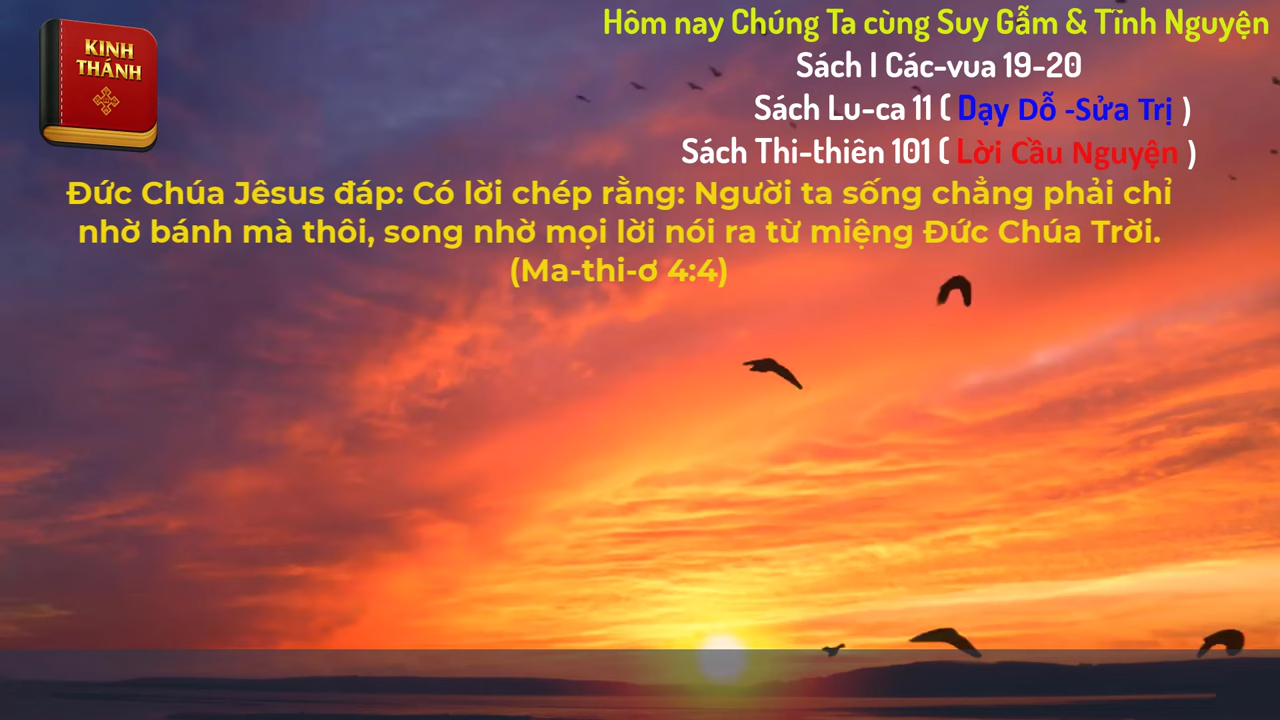 KINH
THÁNH
Hôm nay Chúng Ta cùng Suy Gẫm & Tĩnh Nguyện
Sách I Các-vua 19-20
Sách Lu-ca 11 ( Dạy Dỗ -Sửa Trị )
Sách Thi-thiên 101 ( Lời Cầu Nguyện )
Đức Chúa Jêsus đáp: Có lời chép rằng: Người ta sống chẳng phải chỉ
nhờ bánh mà thôi, song nhờ mọi lời nói ra từ miệng Đức Chúa Trời.
(Ma-thi-ơ 4:4)